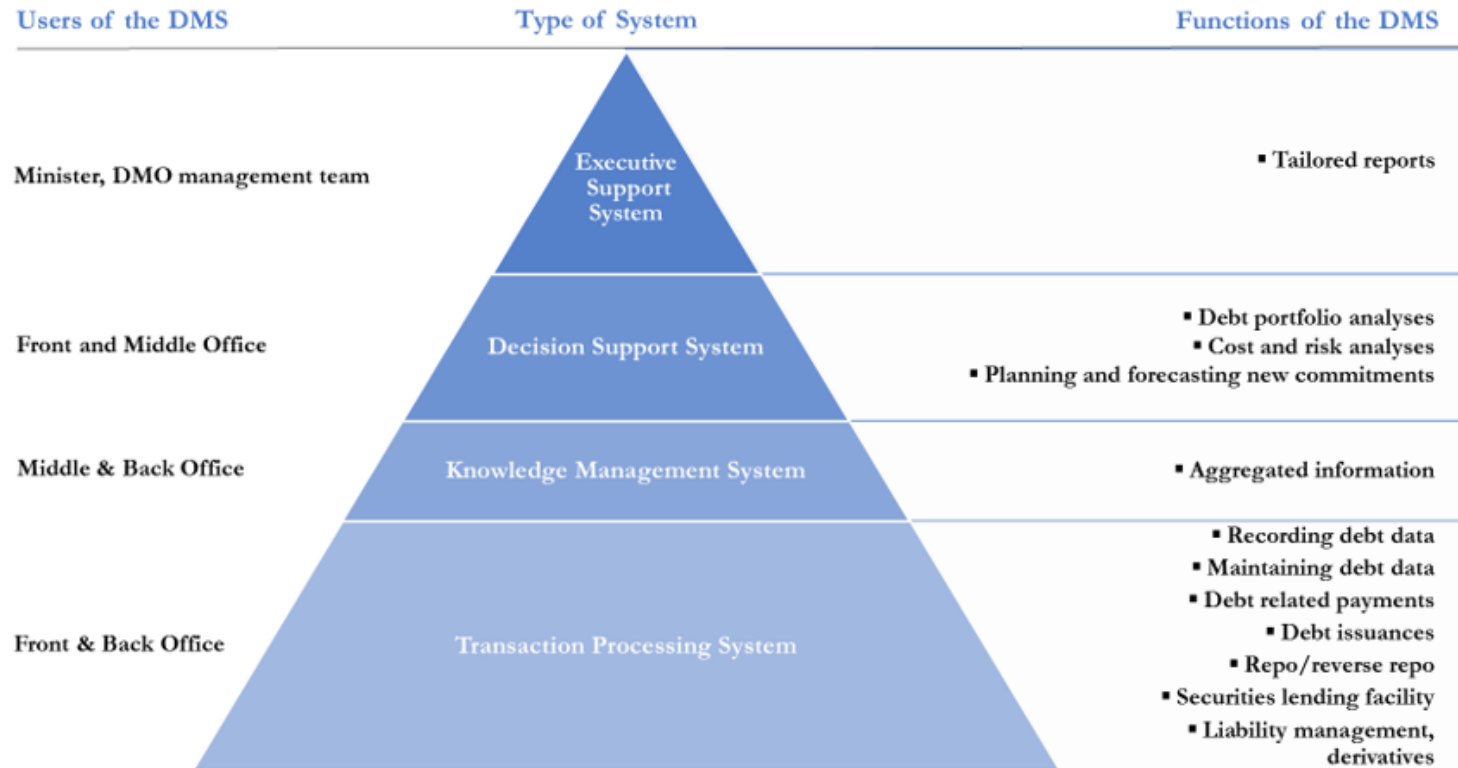 Users of the DMS
Type of System
Functions of the DMS
Minister, DMO management team
Executive
Support
System
▪ Tailored reports
Front and Middle Office
Decision Support System
▪ Debt portfolio analyses
▪ Cost and risk analyses
▪ Planning and forecasting new commitments
Middle & Back Office
Knowledge Management System
▪ Aggregated information
Front & Back Office
Transaction Processing System
▪ Recording debt data
▪ Maintaining debt data
▪ Debt related payments
▪ Debt issuances
▪ Repo/reverse repo
▪ Securities lending facility
▪ Liability management,
derivatives